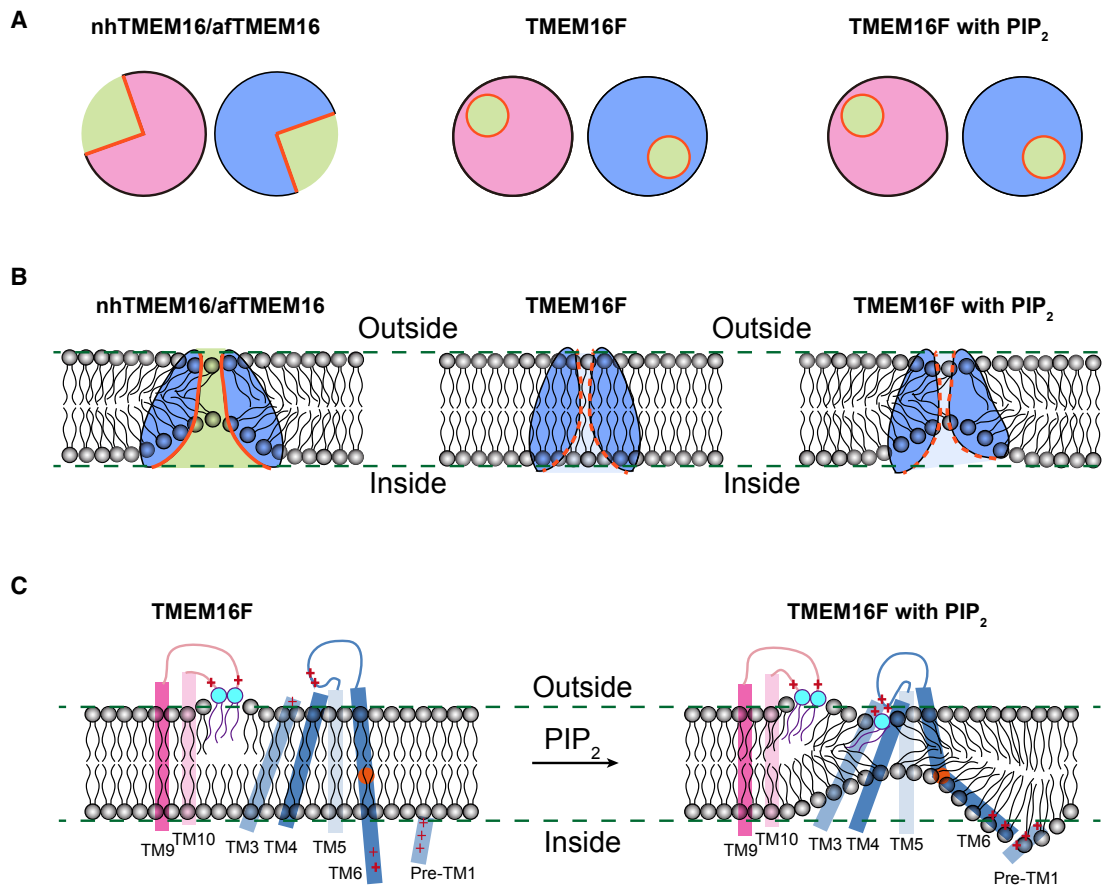 A
nhTMEM16/afTMEM16 TMEM16F TMEM16F with PIP₂
B
nhTMEM16/afTMEM16 TMEM16F TMEM16F with PIP₂
Outside Outside
Inside Inside
C
TMEM16F TMEM16F with PIP₂
Outside
PIP₂
Inside
TM9 TM10 TM3 TM4 TM5 TM6 Pre-TM1
TM9 TM10 TM3 TM4 TM5 TM6 Pre-TM1